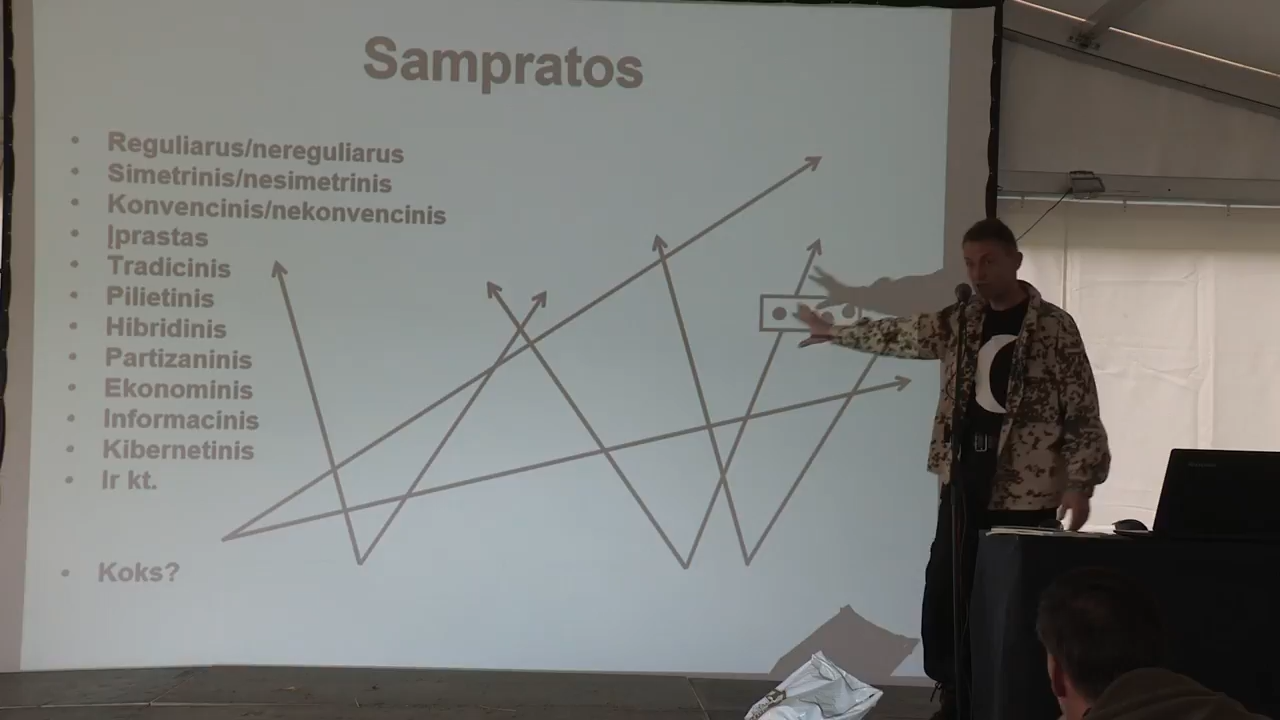 Sampratos
• Reguliarus/nereguliarus
• Simetrinis/nesimetrinis
• Konvencinis/nekonvencinis
• Įprastas
• Tradicinis
• Pilietinis
• Hibridinis
• Partizaninis
• Ekonominis
• Informacinis
• Kibernetinis
• Ir kt.
• Koks?